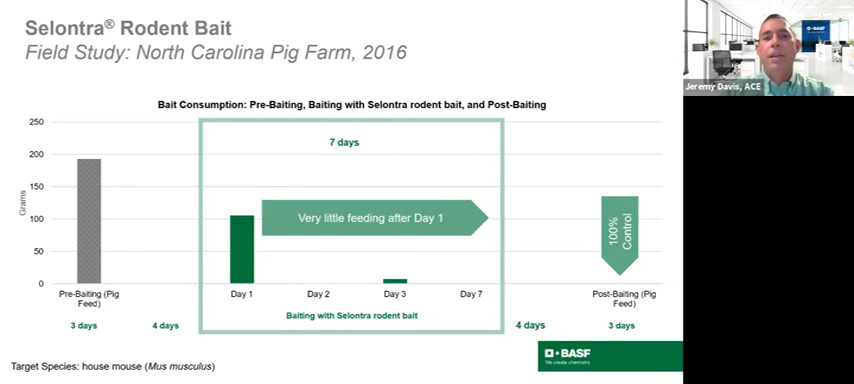 Selontra® Rodent Bait
Field Study: North Carolina Pig Farm, 2016
BASF
Jeremy Davis, ACE
Bait Consumption: Pre-Baiting, Baiting with Selontra rodent bait, and Post-Baiting
250
200
150
100
50
0
Grams
7 days
Very little feeding after Day 1
100%
Control
Pre-Baiting (Pig
Feed)
Day 1
Day 2
Day 3
Day 7
Post-Baiting (Pig
Feed)
3 days
4 days
Baiting with Selontra rodent bait
4 days
3 days
BASF
We create chemistry
Target Species: house mouse (Mus musculus)